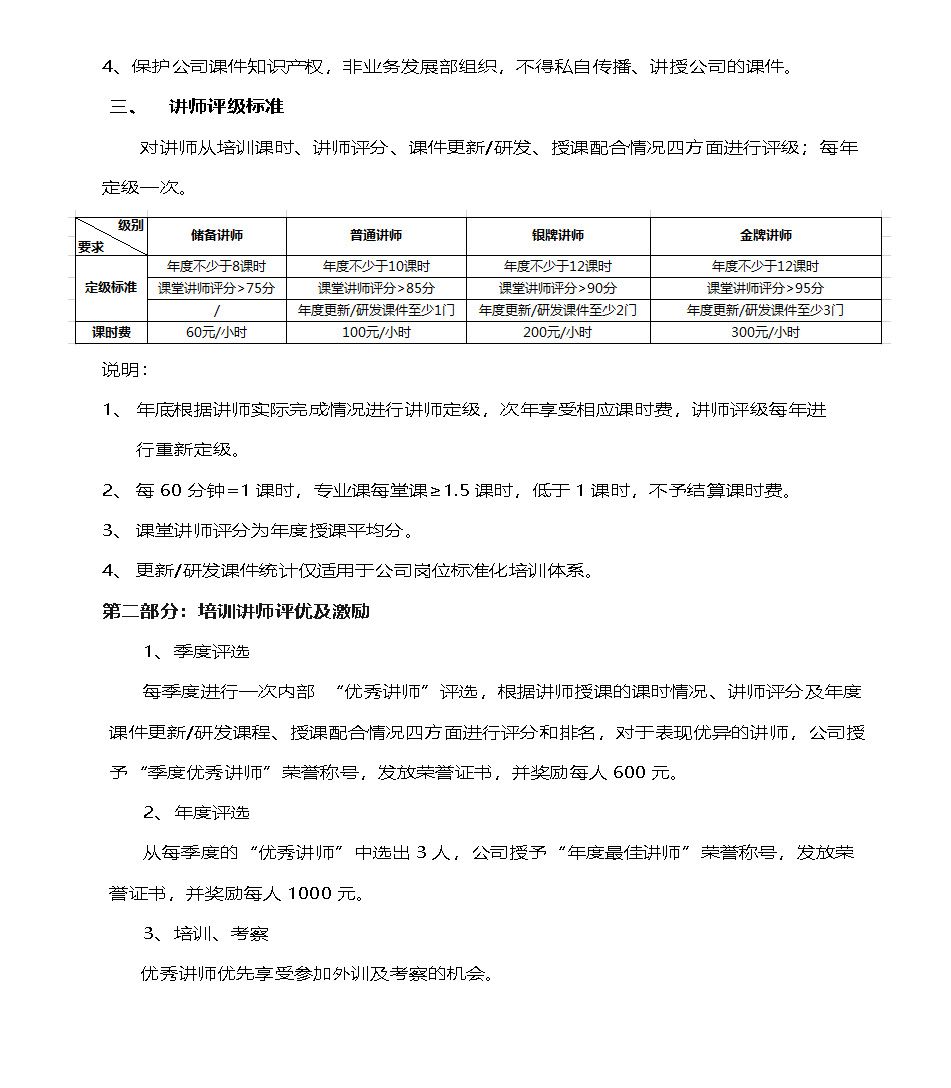 4、保护公司课件知识产权，非业务发展部组织，不得私自传播、讲授公司的课件。
三、 讲师评级标准
对讲师从培训课时、讲师评分、课件更新/研发、授课配合情况四方面进行评级；每年
定级一次。
级别
要求
储备讲师 普通讲师 银牌讲师 金牌讲师
定级标准
年度不少于8课时 年度不少于10课时 年度不少于12课时 年度不少于12课时
课堂讲师评分>75分 课堂讲师评分>85分 课堂讲师评分>90分 课堂讲师评分>95分
/ 年度更新/研发课件至少1门 年度更新/研发课件至少2门 年度更新/研发课件至少3门
课时费 60元/小时 100元/小时 200元/小时 300元/小时
说明：
1、 年底根据讲师实际完成情况进行讲师定级，次年享受相应课时费，讲师评级每年进
行重新定级。
2、 每 60 分钟=1 课时，专业课每堂课≥1.5 课时，低于 1 课时，不予结算课时费。
3、 课堂讲师评分为年度授课平均分。
4、 更新/研发课件统计仅适用于公司岗位标准化培训体系。
第二部分：培训讲师评优及激励
1、季度评选
每季度进行一次内部 “优秀讲师”评选，根据讲师授课的课时情况、讲师评分及年度
课件更新/研发课程、授课配合情况四方面进行评分和排名，对于表现优异的讲师，公司授
予“季度优秀讲师”荣誉称号，发放荣誉证书，并奖励每人 600 元。
2、年度评选
从每季度的“优秀讲师”中选出 3 人，公司授予“年度最佳讲师”荣誉称号，发放荣
誉证书，并奖励每人 1000 元。
3、培训、考察
优秀讲师优先享受参加外训及考察的机会。